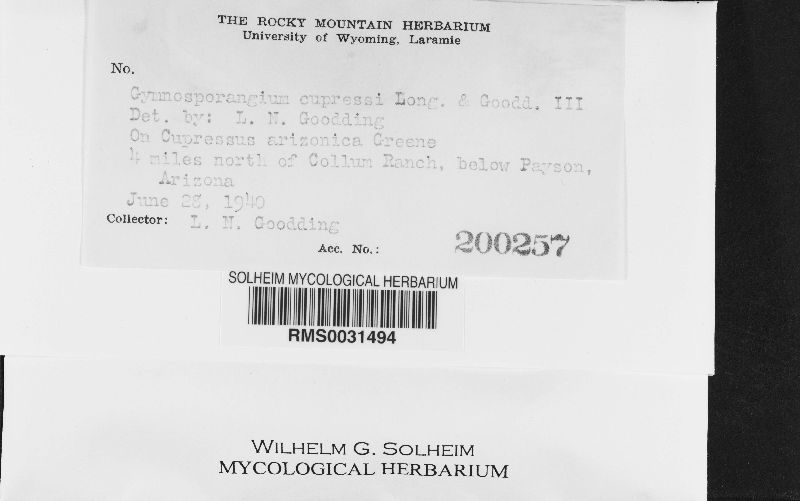 THE ROCKY MOUNTAIN HERBARIUM
University of Wyoming, Laramie
No.
Gymnosporangium cupressi Long. & Goodd. III
Det. by: L. N. Goodding
On Cupressus arizonica Greene
4 miles north of Collum Ranch, below Payson,
Arizona
June 28, 1940
Collector: L. N. Goodding
Acc. No.:
200257
SOLHEIM MYCOLOGICAL HERBARIUM
RMS0031494
WILHELM G. SOLHEIM
MYCOLOGICAL HERBARIUM